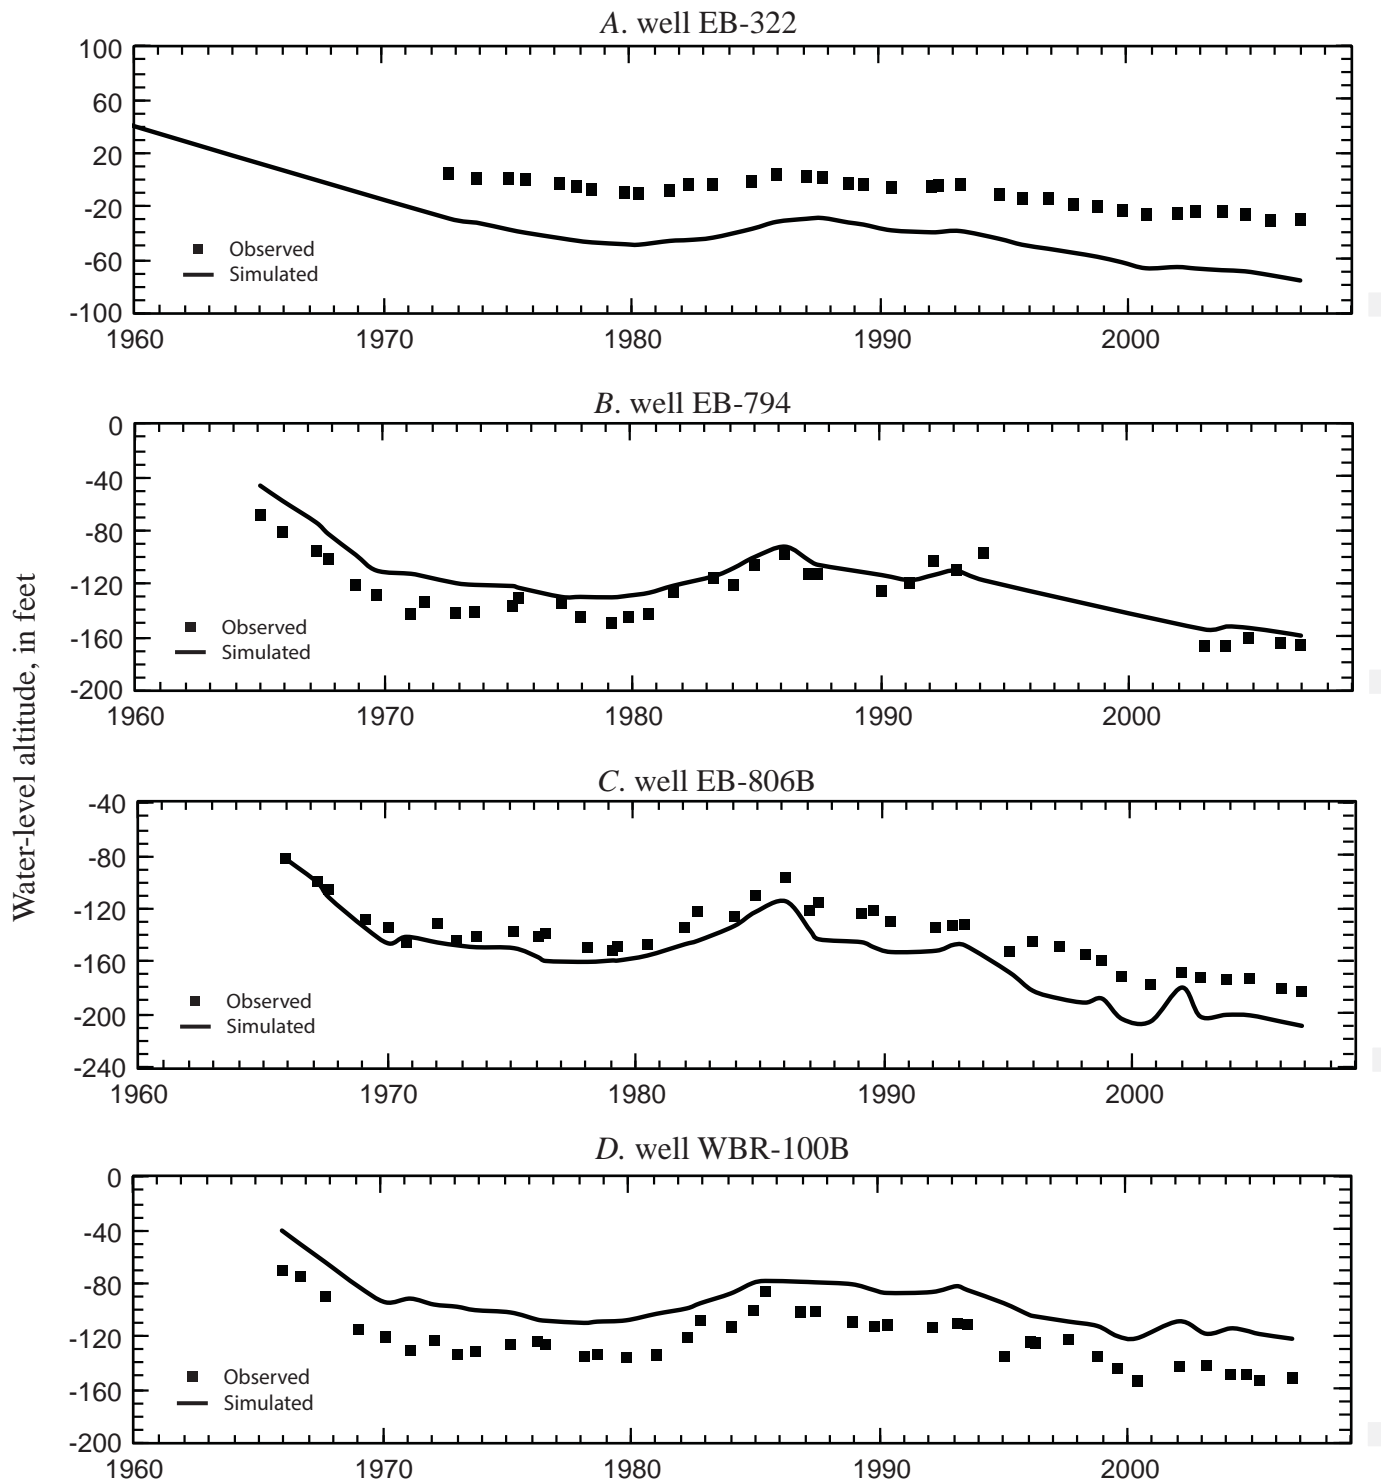 A. well EB-322
100
60
20
-20
-60
-100
Observed
Simulated
1960 1970 1980 1990 2000
B. well EB-794
0
-40
-80
-120
-160
-200
Observed
Simulated
1960 1970 1980 1990 2000
Water-level altitude, in feet
C. well EB-806B
-40
-80
-120
-160
-200
-240
Observed
Simulated
1960 1970 1980 1990 2000
D. well WBR-100B
0
-40
-80
-120
-160
-200
Observed
Simulated
1960 1970 1980 1990 2000